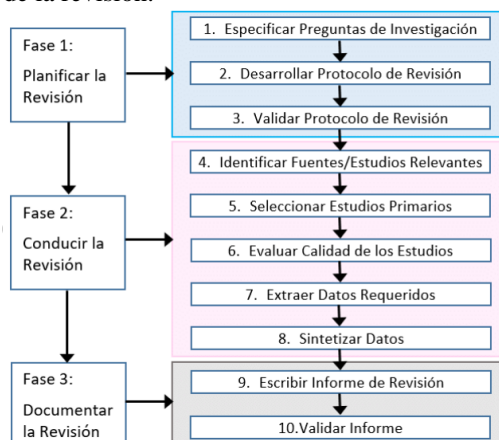 de la revisión.
Fase 1:
Planificar la
Revisión
1. Especificar Preguntas de Investigación
2. Desarrollar Protocolo de Revisión
3. Validar Protocolo de Revisión
Fase 2:
Conducir la
Revisión
4. Identificar Fuentes/Estudios Relevantes
5. Seleccionar Estudios Primarios
6. Evaluar Calidad de los Estudios
7. Extraer Datos Requeridos
8. Sintetizar Datos
Fase 3:
Documentar
la Revisión
9. Escribir Informe de Revisión
10.Validar Informe